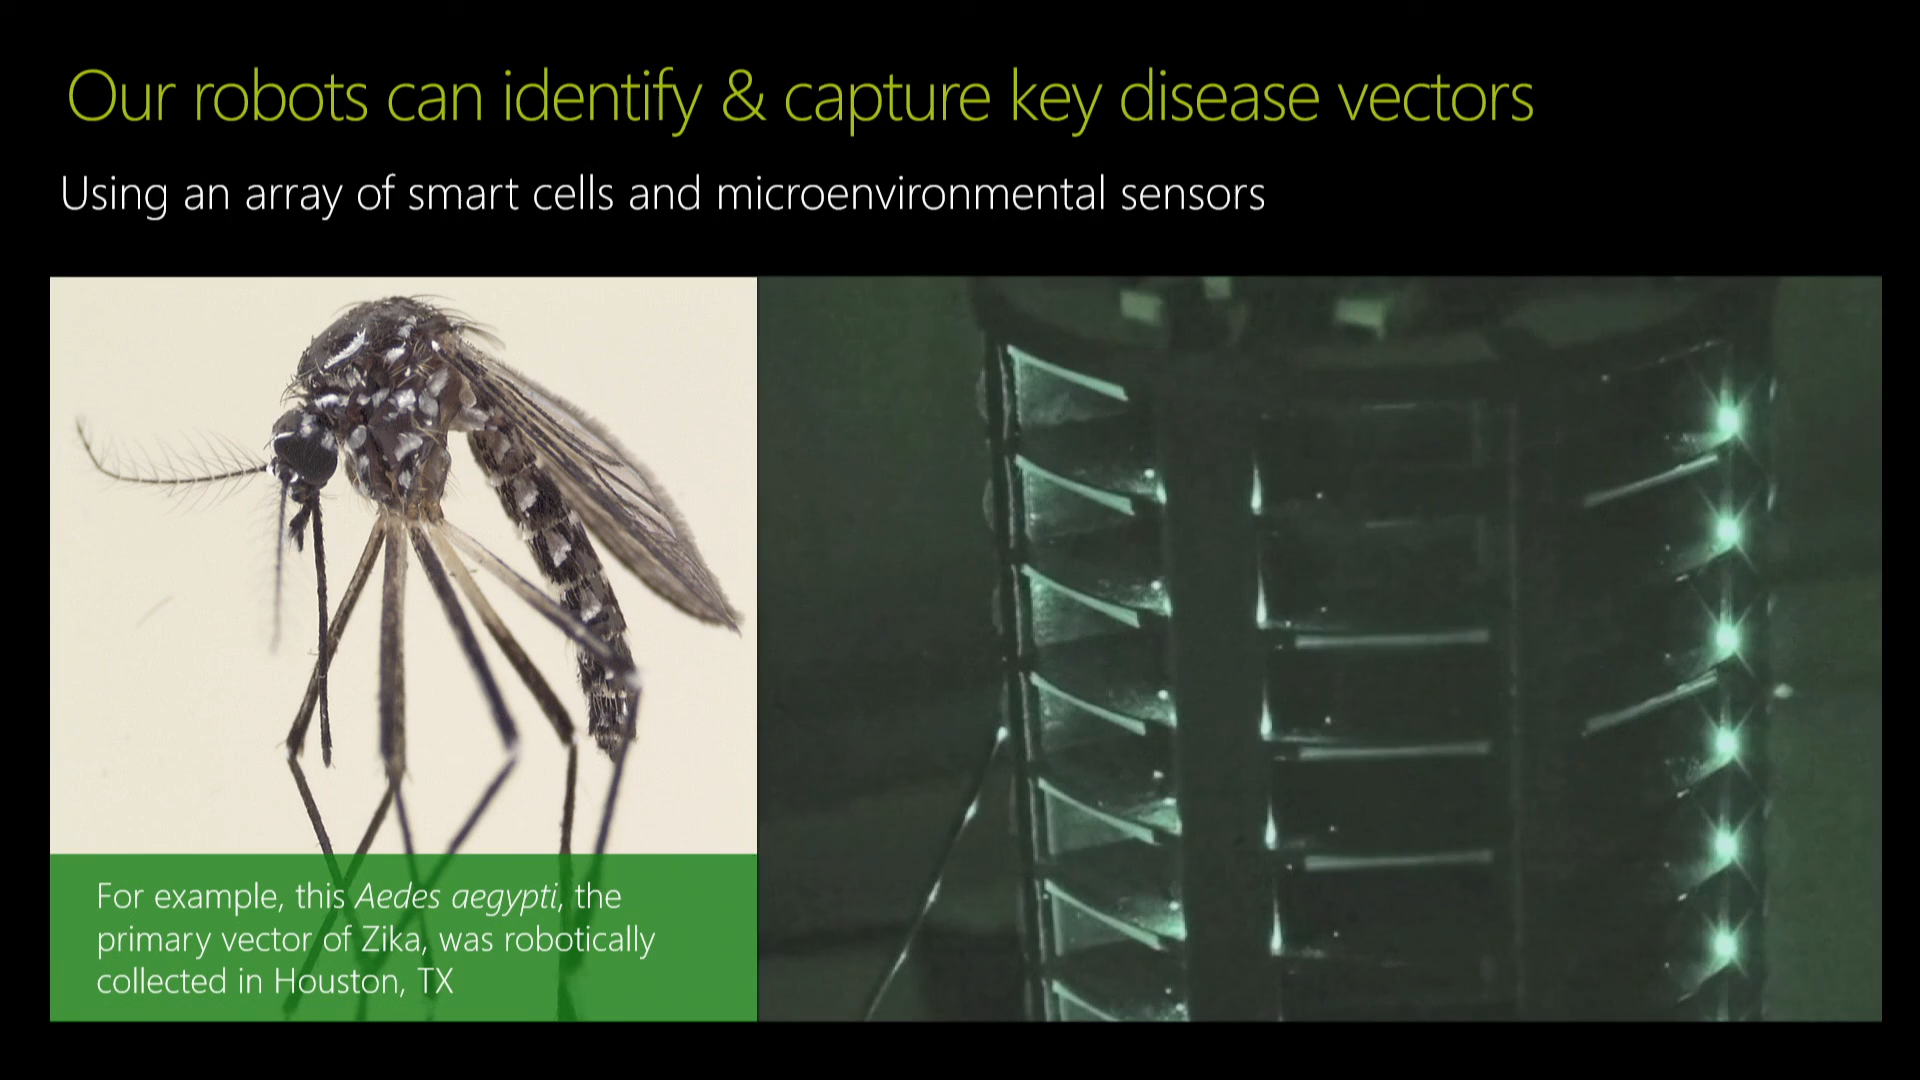 Our robots can identify & capture key disease vectors
Using an array of smart cells and microenvironmental sensors
For example, this Aedes aegypti, the
primary vector of Zika, was robotically
collected in Houston, TX